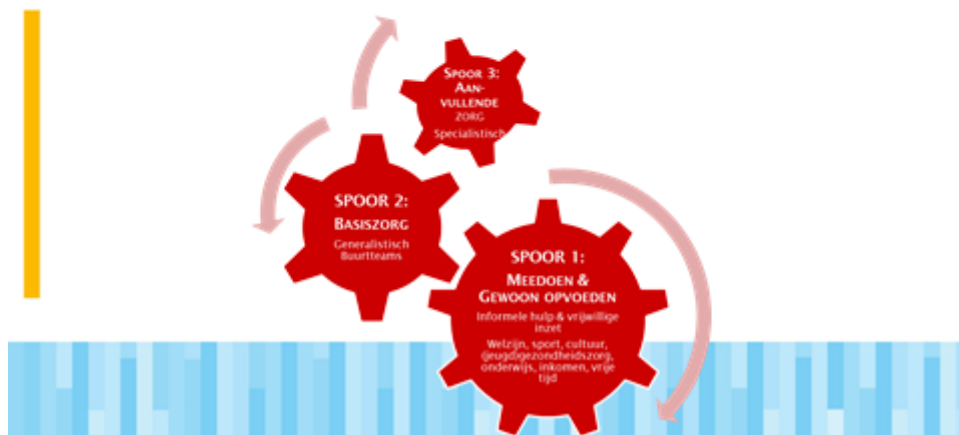 SPOOR 3:
AAN-
VULLENDE
ZORG
Specialistisch
SPOOR 2:
BASISZORG
Generalistisch
Buurtteams
SPOOR 1:
MEEDOEN &
GEWOON OPVOEDEN
Informele hulp & vrijwillige
inzet
Welzijn, sport, cultuur,
(jeugd)gezondheidszorg,
onderwijs, inkomen, vrije
tijd